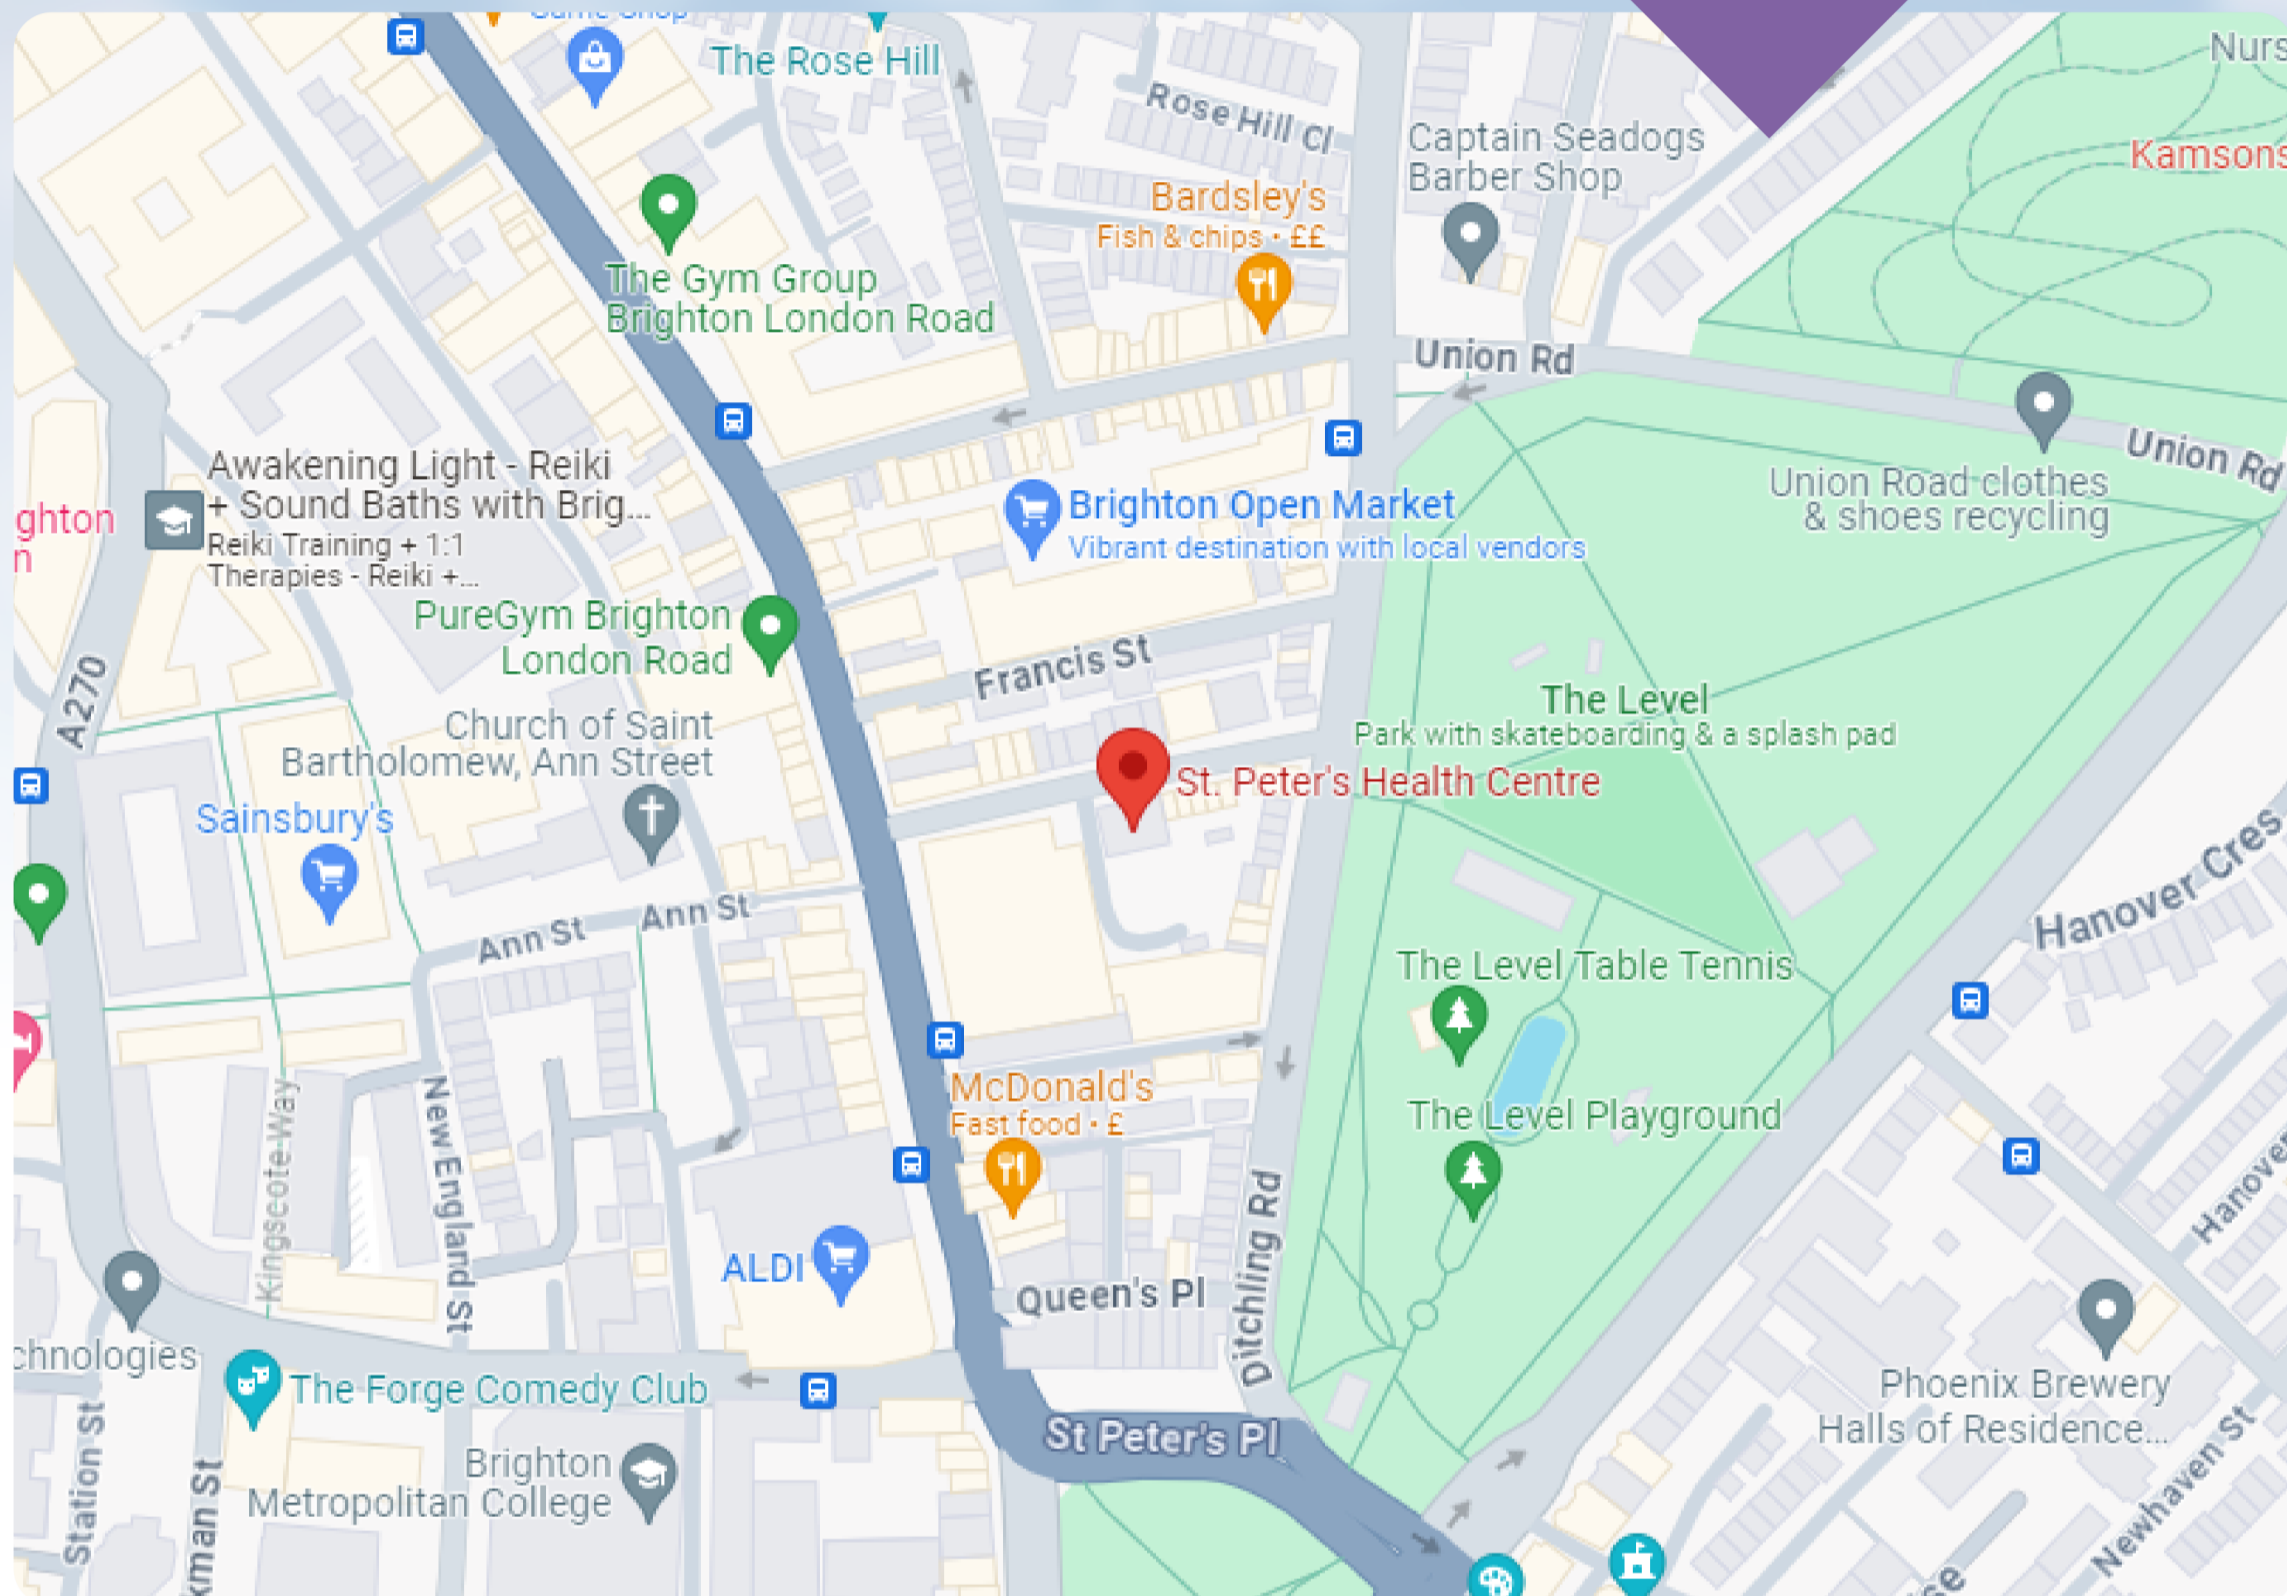 The Rose Hill
Rose Hill Cl
Captain Seadogs
Barber Shop
Nurs
Kamsons
Bardsley's
Fish & chips • ££
The Gym Group
Brighton London Road
Union Rd
Union Rd
Union Road clothes
& shoes recycling
Awakening Light - Reiki
+ Sound Baths with Brig...
Reiki Training + 1:1
Therapies - Reiki +...
ghton
n
Brighton Open Market
Vibrant destination with local vendors
PureGym Brighton
London Road
Francis St
A270
The Level
Park with skateboarding & a splash pad
Church of Saint
Bartholomew, Ann Street
St. Peter's Health Centre
Sainsbury's
Hanover Cres
Ann St
Ann St
The Level Table Tennis
McDonald's
Fast food • £
The Level Playground
Kingscote Way
New England St
Ditchling Rd
Hanover
ALDI
Queen's Pl
chnologies
The Forge Comedy Club
Phoenix Brewery
Halls of Residence...
St Peter's Pl
Station St
kman St
Brighton
Metropolitan College
Newhaven St
se